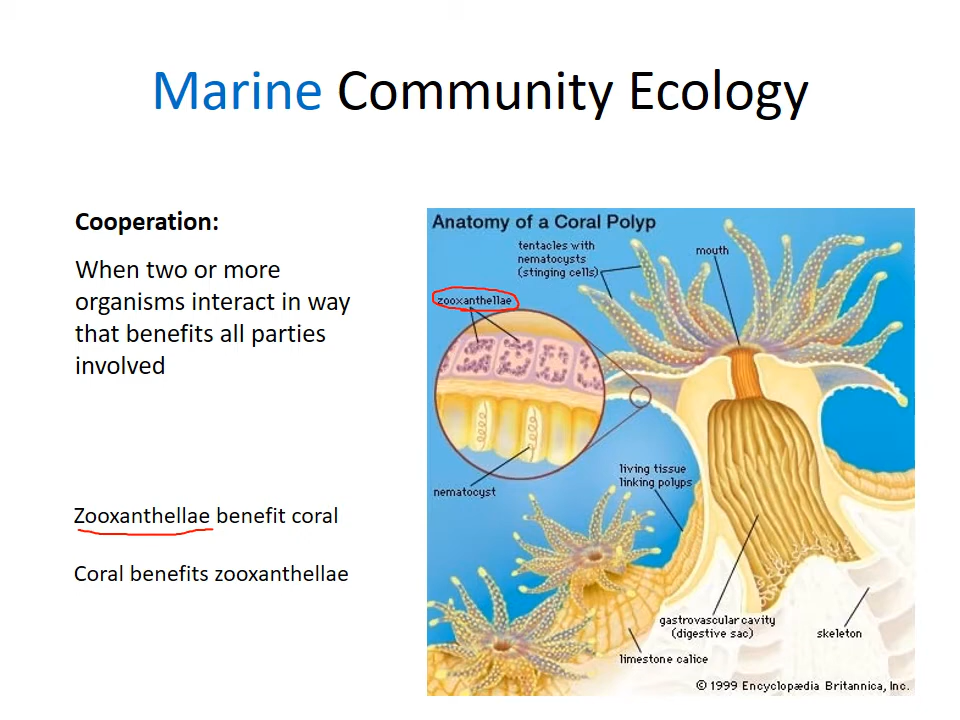 Marine Community Ecology
Cooperation:
When two or more
organisms interact in way
that benefits all parties
involved
Zooxanthellae benefit coral
Coral benefits zooxanthellae
Anatomy of a Coral Polyp
tentacles with
nematocysts
(stinging cells)
mouth
zooxanthellae
nematocyst
living tissue
linking polyps
gastrovascular cavity
(digestive sac)
skeleton
limestone calice
© 1999 Encyclopædia Britannica, Inc.